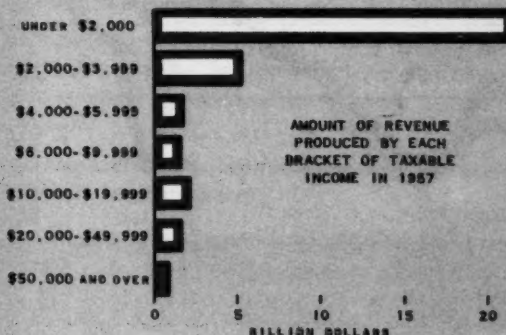 UNDER $2,000
$2,000-$3,999
$4,000-$5,999
$6,000-$9,999
$10,000-$19,999
$20,000-$49,999
$50,000 AND OVER
AMOUNT OF REVENUE
PRODUCED BY EACH
BRACKET OF TAXABLE
INCOME IN 1957
0 5 10 15 20
BILLION DOLLARS